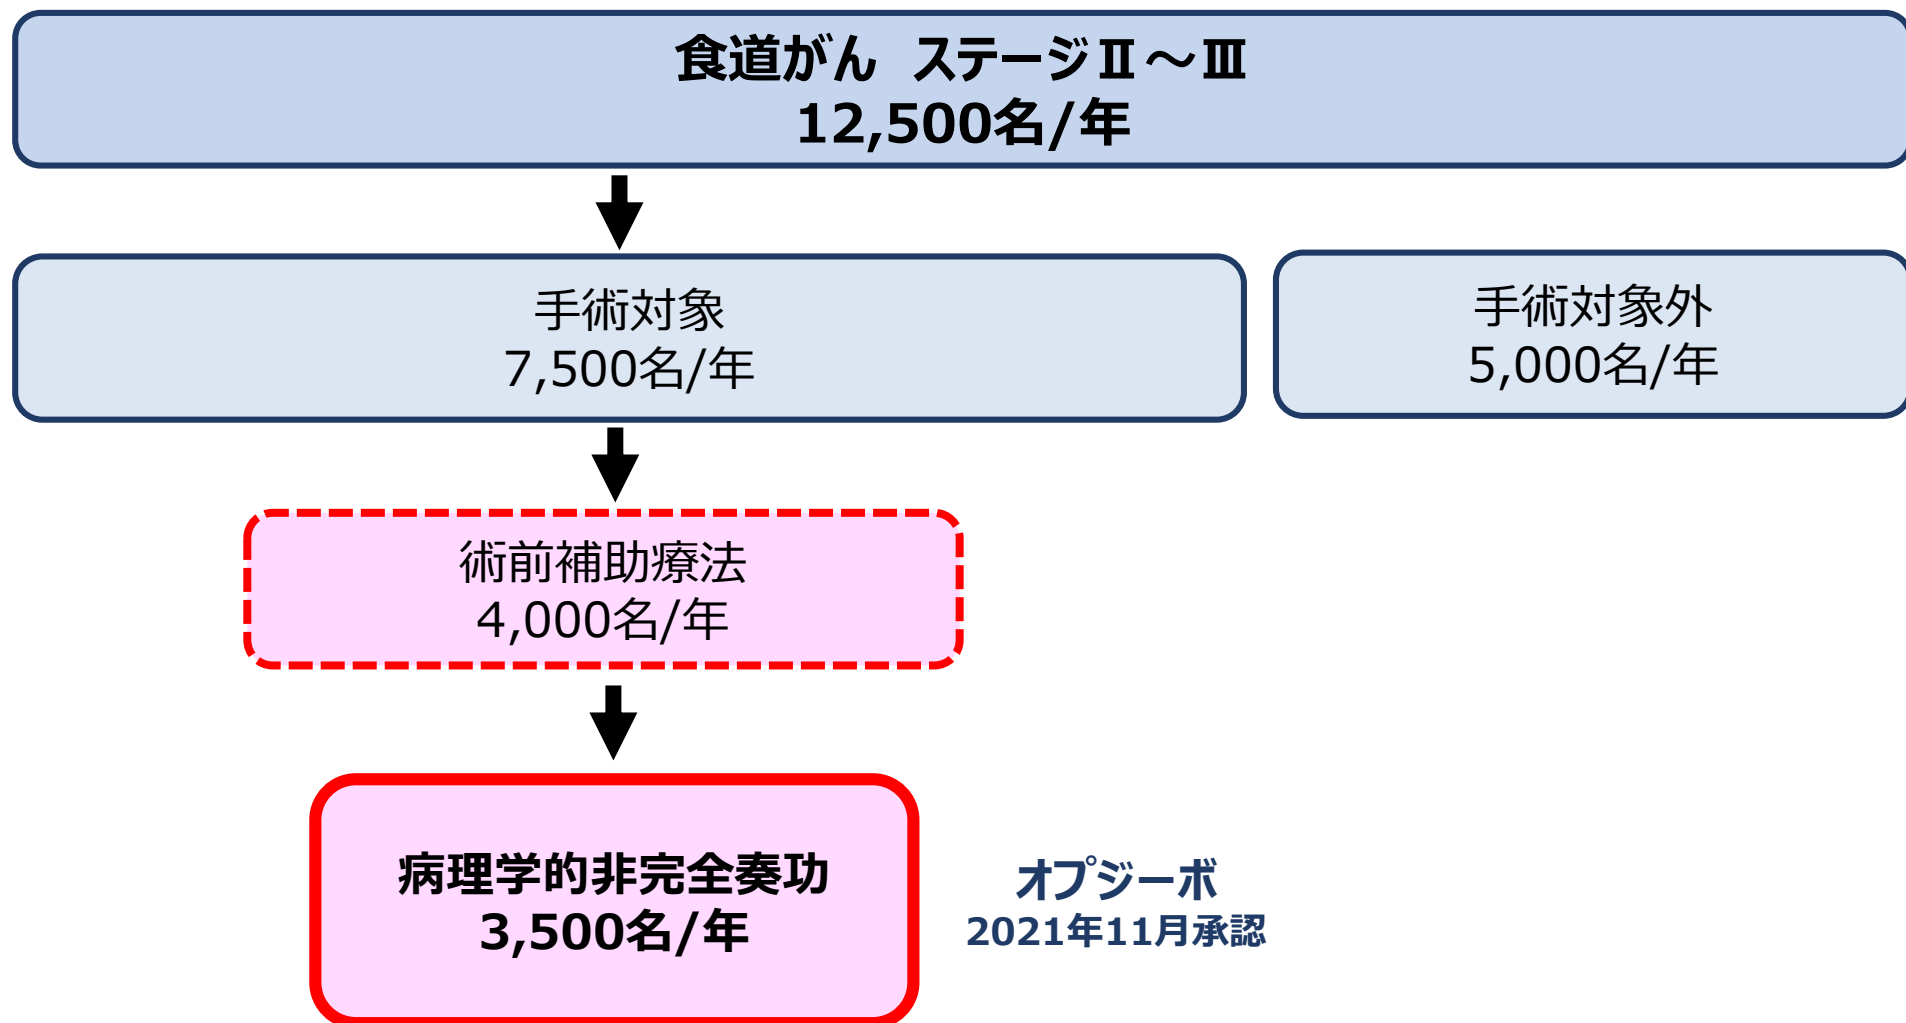 食道がん ステージⅡ～Ⅲ
12,500名/年
手術対象
7,500名/年
手術対象外
5,000名/年
術前補助療法
4,000名/年
病理学的非完全奏功
3,500名/年
オプジーボ
2021年11月承認